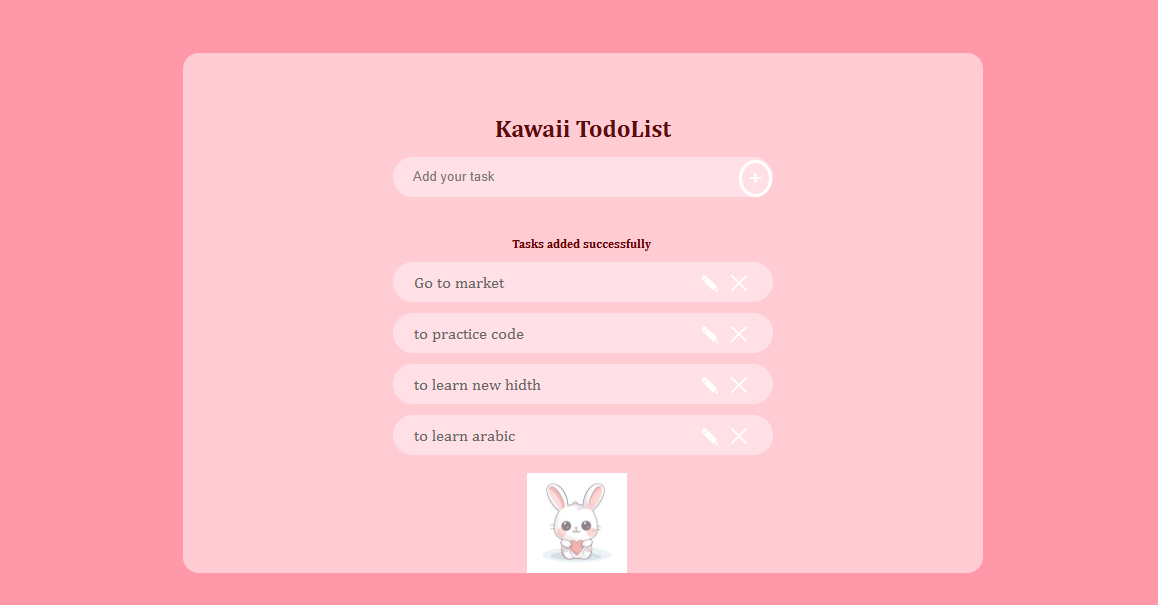 Kawaii TodoList
Add your task
+
Tasks added successfully
Go to market
to practice code
to learn new hidth
to learn arabic